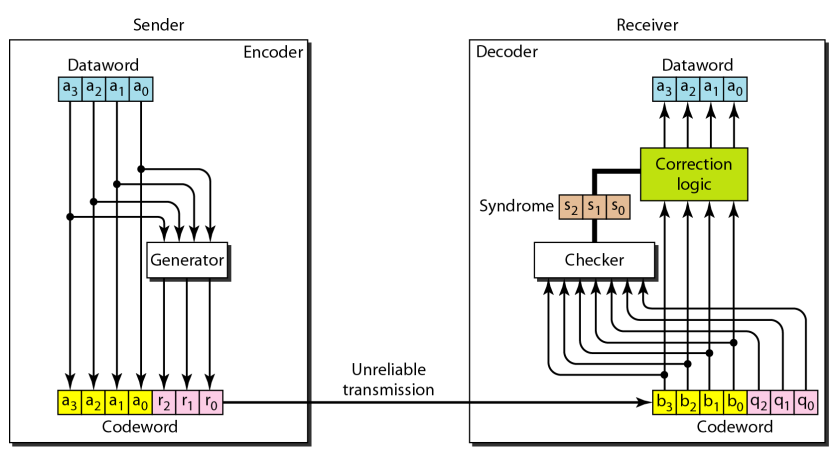 Sender
Receiver
Encoder
Decoder
Dataword
Dataword
a3 a2 a1 a0
a3 a2 a1 a0
Correction
logic
Syndrome s2 s1 s0
Generator
Checker
Unreliable
transmission
a3 a2 a1 a0 r2 r1 r0
b3 b2 b1 b0 q2 q1 q0
Codeword
Codeword